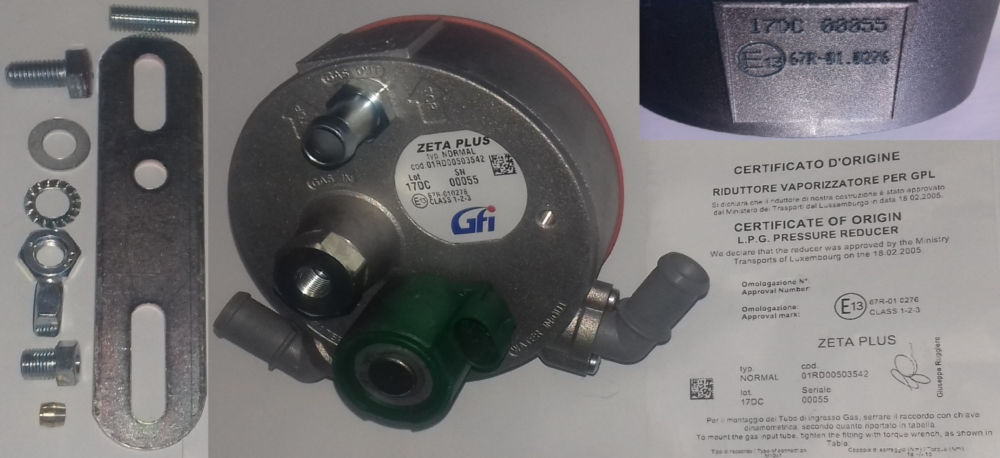 GAS OUT
ZETA PLUS
typ. NORMAL
cod. 01RD00503542
Lot SN
17DC 00055
E13 67R-010276
CLASS 1-2-3
Gfi
GAS IN
WATER IN/OUT
17DC 00055
E13 67R-01.0276
CERTIFICATO D'ORIGINE
RIDUTTORE VAPORIZZATORE PER GPL
Si dichiara che il riduttore di nostra costruzione è stato approvato
dal Ministero dei Trasporti del Lussemburgo in data 18.02.2005.
CERTIFICATE OF ORIGIN
L.P.G. PRESSURE REDUCER
We declare that the reducer was approved by the Ministry
Transports of Luxembourg on the 18.02.2005.
Omologazione N°:
Approval Number:
Omologazione:
Approval mark:
E13 67R-01 0276
CLASS 1-2-3
ZETA PLUS
typ. cod.
NORMAL 01RD00503542
lot. Seriale
17DC 00055
Giuseppe Ruggiero
Per il montaggio del Tubo di ingresso Gas, serrare il raccordo con chiave
dinamometrica, secondo quanto riportato in tabella
To mount the gas input tube, tighten the fitting with torque wrench, as shown in
Table:
Tipo di raccordo / Type of connection Coppia di serraggio (Nm) / Torque (Nm)
M10x1